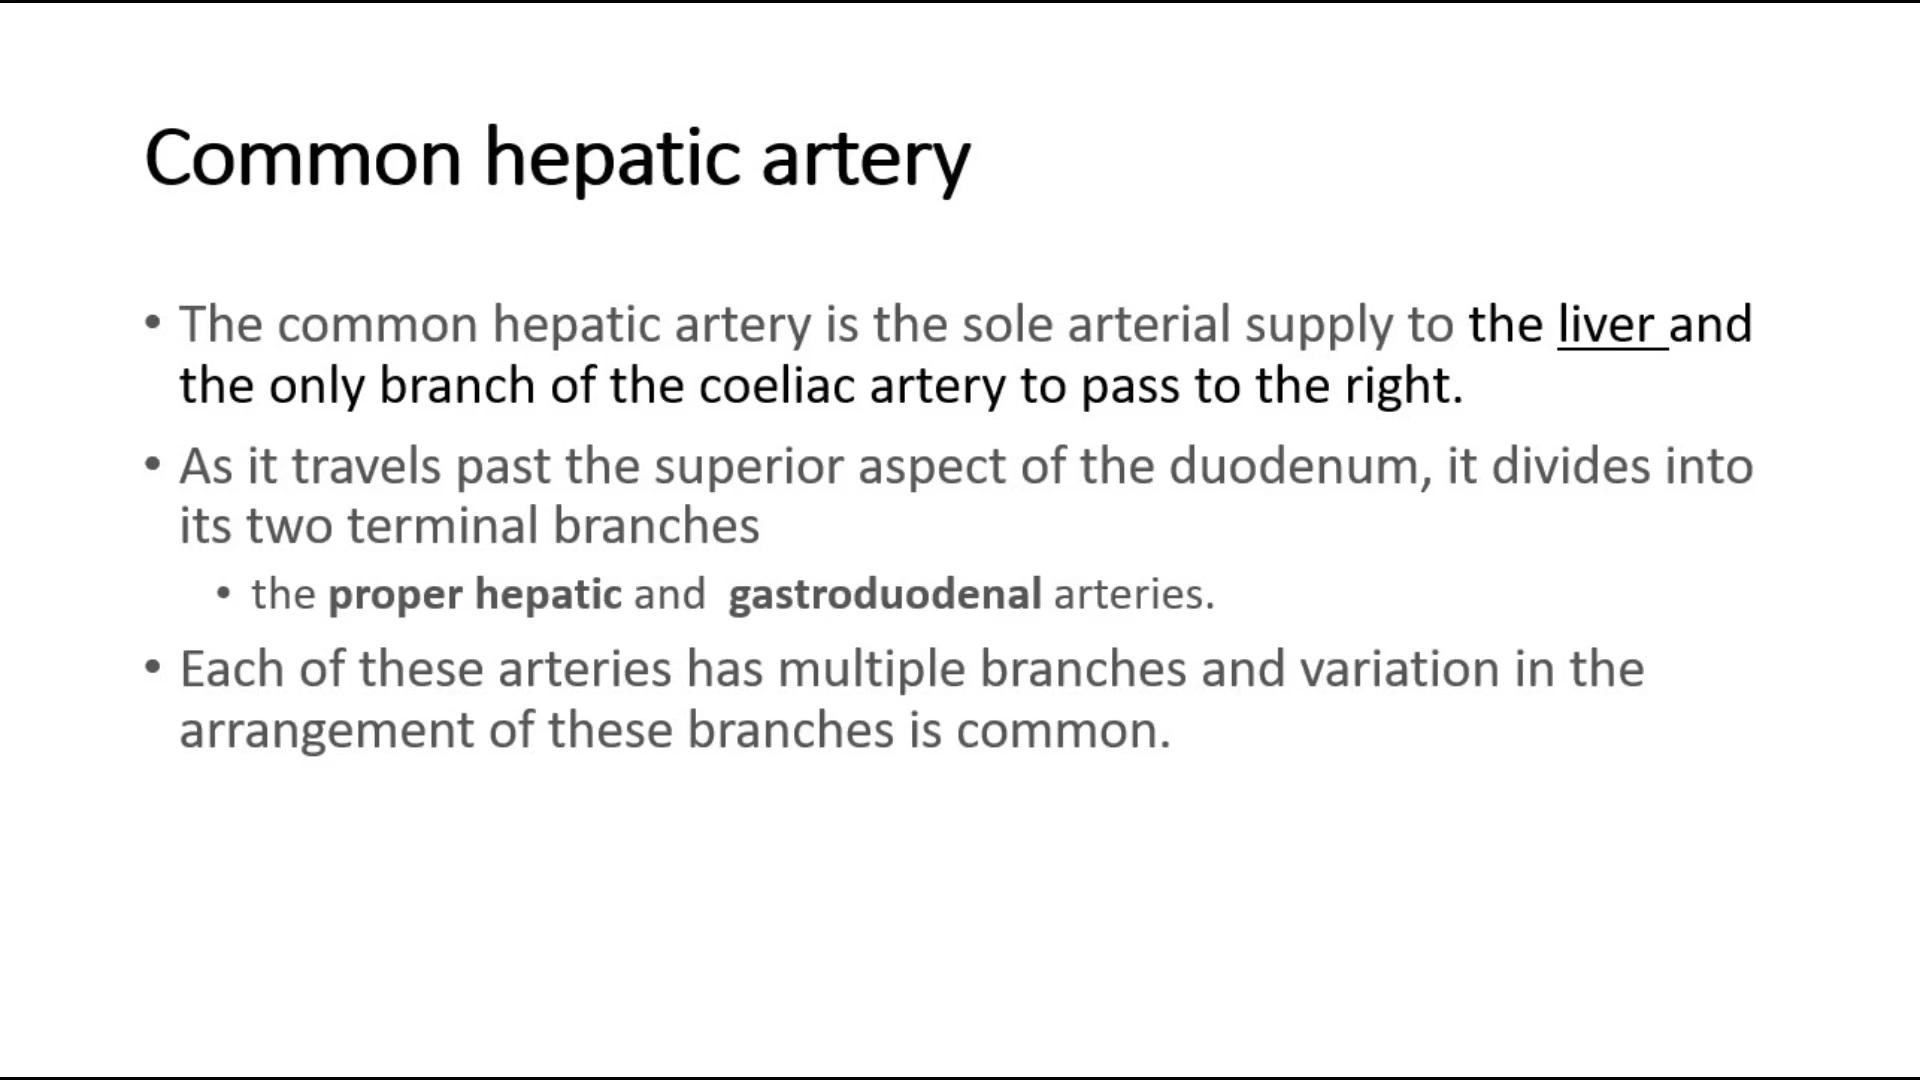 Common hepatic artery
• The common hepatic artery is the sole arterial supply to the liver and
the only branch of the coeliac artery to pass to the right.
• As it travels past the superior aspect of the duodenum, it divides into
its two terminal branches
• the proper hepatic and gastroduodenal arteries.
• Each of these arteries has multiple branches and variation in the
arrangement of these branches is common.